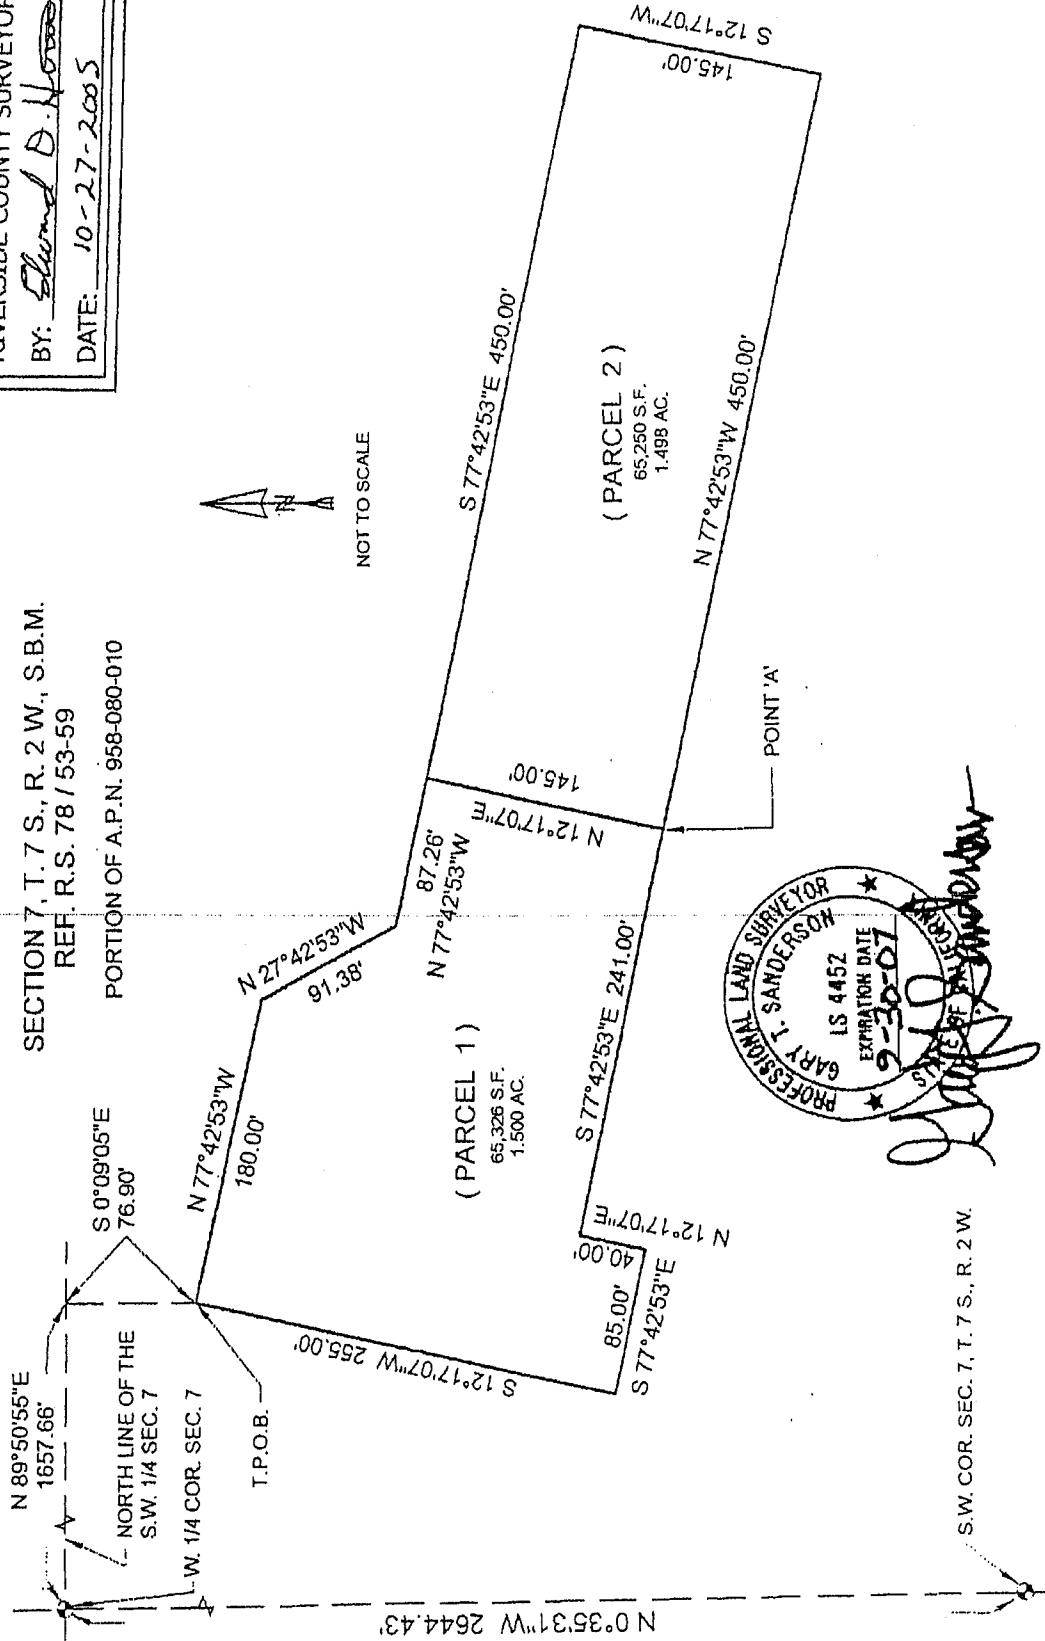 RIVERSIDE COUNTY SURVEYOR
BY: Edward D.
DATE: 10-27-2005
SECTION 7, T. 7 S., R. 2 W., S.B.M.
REF. R.S. 78 / 53-59
PORTION OF A.P.N. 958-080-010
NOT TO SCALE
N 89°50'55"E
1657.66'
NORTH LINE OF THE
S.W. 1/4 SEC. 7
W. 1/4 COR. SEC. 7
S 0°09'05"E
76.90'
T.P.O.B.
N 77°42'53"W
180.00'
N 27°42'53"W
91.38'
87.26'
N 77°42'53"W
S 77°42'53"E 450.00'
S 12°17'07"W
145.00'
( PARCEL 2 )
65,250 S.F.
1.498 AC.
N 77°42'53"W 450.00'
N 12°17'07"E
145.00'
( PARCEL 1 )
65,326 S.F.
1.500 AC.
S 12°17'07"W 255.00'
S 77°42'53"E 241.00'
N 12°17'07"E
40.00'
85.00'
S 77°42'53"E
POINT 'A'
N 0°35'31"W 2644.43'
S.W. COR. SEC. 7, T. 7 S., R. 2 W.
PROFESSIONAL LAND SURVEYOR
GARY T. SANDERSON
LS 4452
EXPIRATION DATE
9-30-07
STATE OF CALIFORNIA